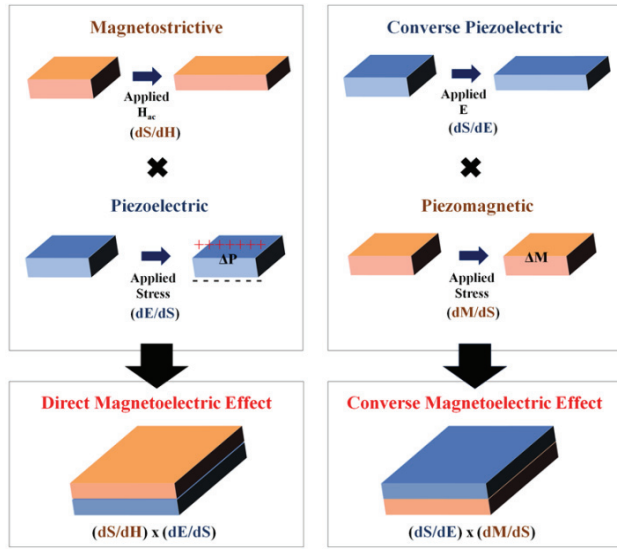 Magnetostrictive
Applied
Hac
(dS/dH)
Piezoelectric
+++++++
ΔP
- - - - - - -
Applied
Stress
(dE/dS)
Direct Magnetoelectric Effect
(dS/dH) x (dE/dS)
Converse Piezoelectric
Applied
E
(dS/dE)
Piezomagnetic
ΔM
Applied
Stress
(dM/dS)
Converse Magnetoelectric Effect
(dS/dE) x (dM/dS)